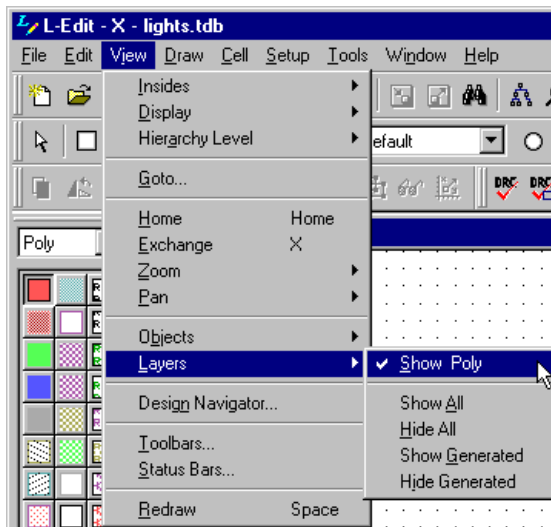 L-Edit - X - lights.tdb
File Edit View Draw Cell Setup Tools Window Help
Insides
Display
Hierarchy Level
efault
Goto...
DRC DRC
Home Home
Poly
Exchange X
Zoom
Pan
Objects
Layers
Show Poly
Design Navigator...
Show All
Hide All
Toolbars...
Show Generated
Status Bars...
Hide Generated
Redraw Space